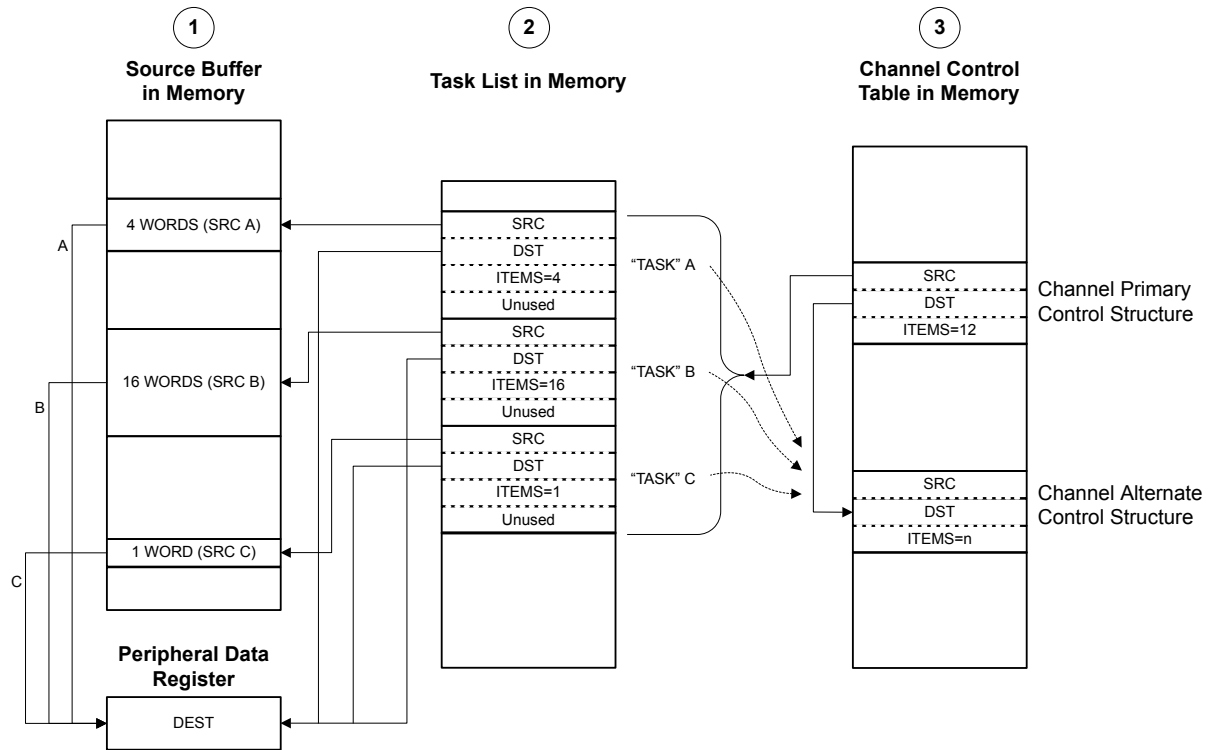 1
Source Buffer
in Memory
4 WORDS (SRC A)
16 WORDS (SRC B)
1 WORD (SRC C)
A
B
C
Peripheral Data
Register
DEST
2
Task List in Memory
SRC
DST
ITEMS=4
Unused
SRC
DST
ITEMS=16
Unused
SRC
DST
ITEMS=1
Unused
“TASK” A
“TASK” B
“TASK” C
3
Channel Control
Table in Memory
SRC
DST
ITEMS=12
Channel Primary
Control Structure
SRC
DST
ITEMS=n
Channel Alternate
Control Structure